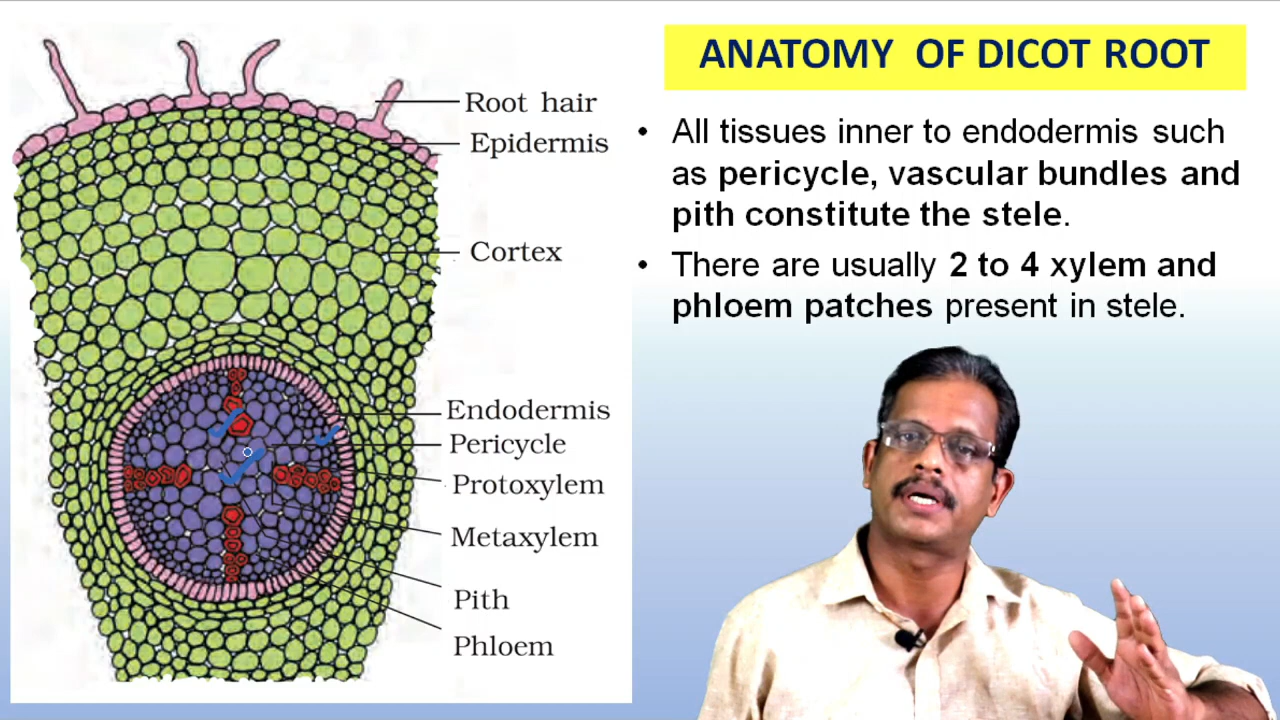 ANATOMY OF DICOT ROOT
Root hair
Epidermis
Cortex
Endodermis
Pericycle
Protoxylem
Metaxylem
Pith
Phloem
• All tissues inner to endodermis such
as pericycle, vascular bundles and
pith constitute the stele.
• There are usually 2 to 4 xylem and
phloem patches present in stele.